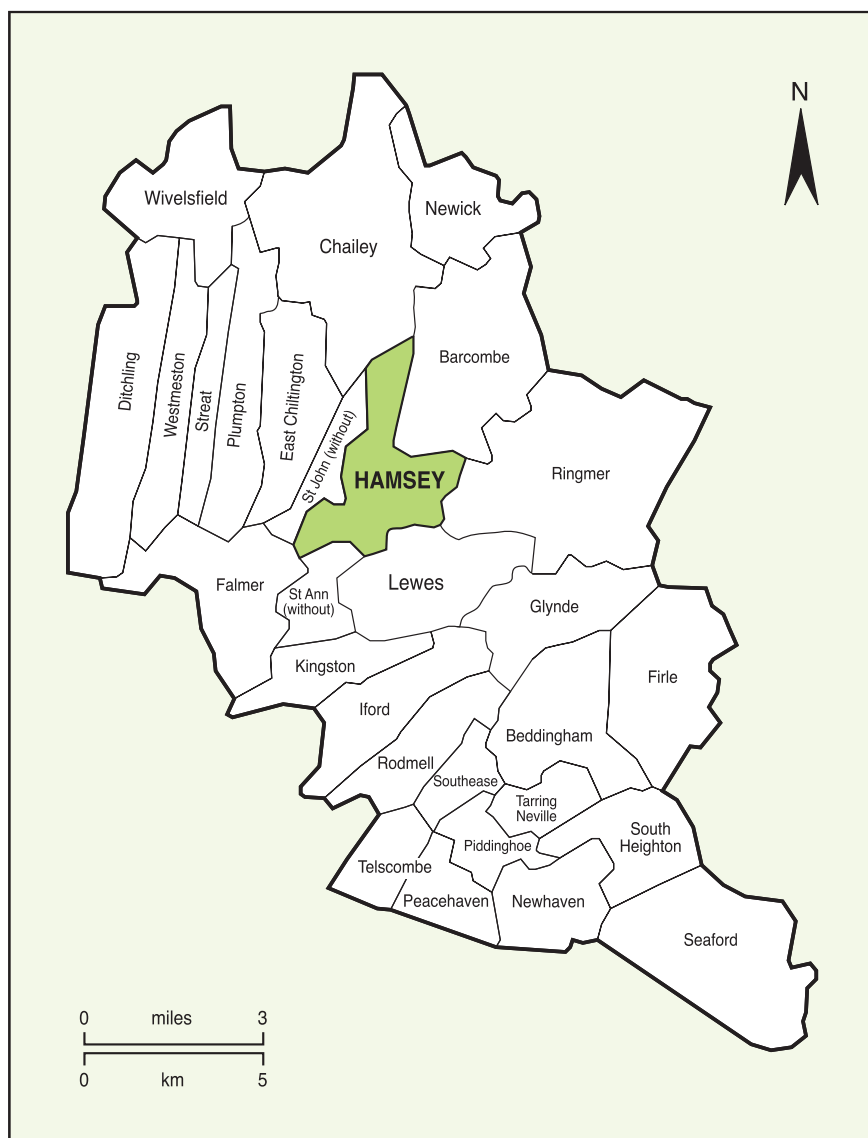 N
Wivelsfield
Newick
Chailey
Barcombe
Ditchling
Westmeston
Streat
Plumpton
East Chiltington
St John (without)
HAMSEY
Ringmer
Falmer
St Ann
(without)
Lewes
Glynde
Kingston
Firle
Iford
Beddingham
Rodmell
Southease
Tarring
Neville
South
Heighton
Piddinghoe
Telscombe
Peacehaven
Newhaven
Seaford
0 miles 3
0 km 5